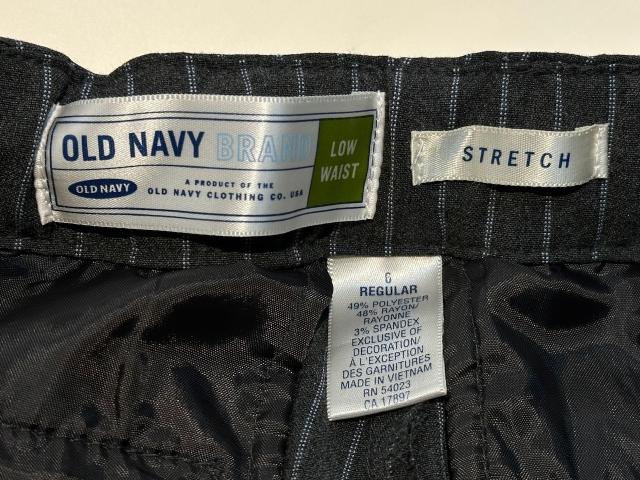 OLD NAVY BRAND
OLD NAVY
A PRODUCT OF THE
OLD NAVY CLOTHING CO. USA
LOW
WAIST
STRETCH
6
REGULAR
49% POLYESTER
48% RAYON/
RAYONNE
3% SPANDEX
EXCLUSIVE OF
DECORATION/
À L'EXCEPTION
DES GARNITURES
MADE IN VIETNAM
RN 54023
CA 17897